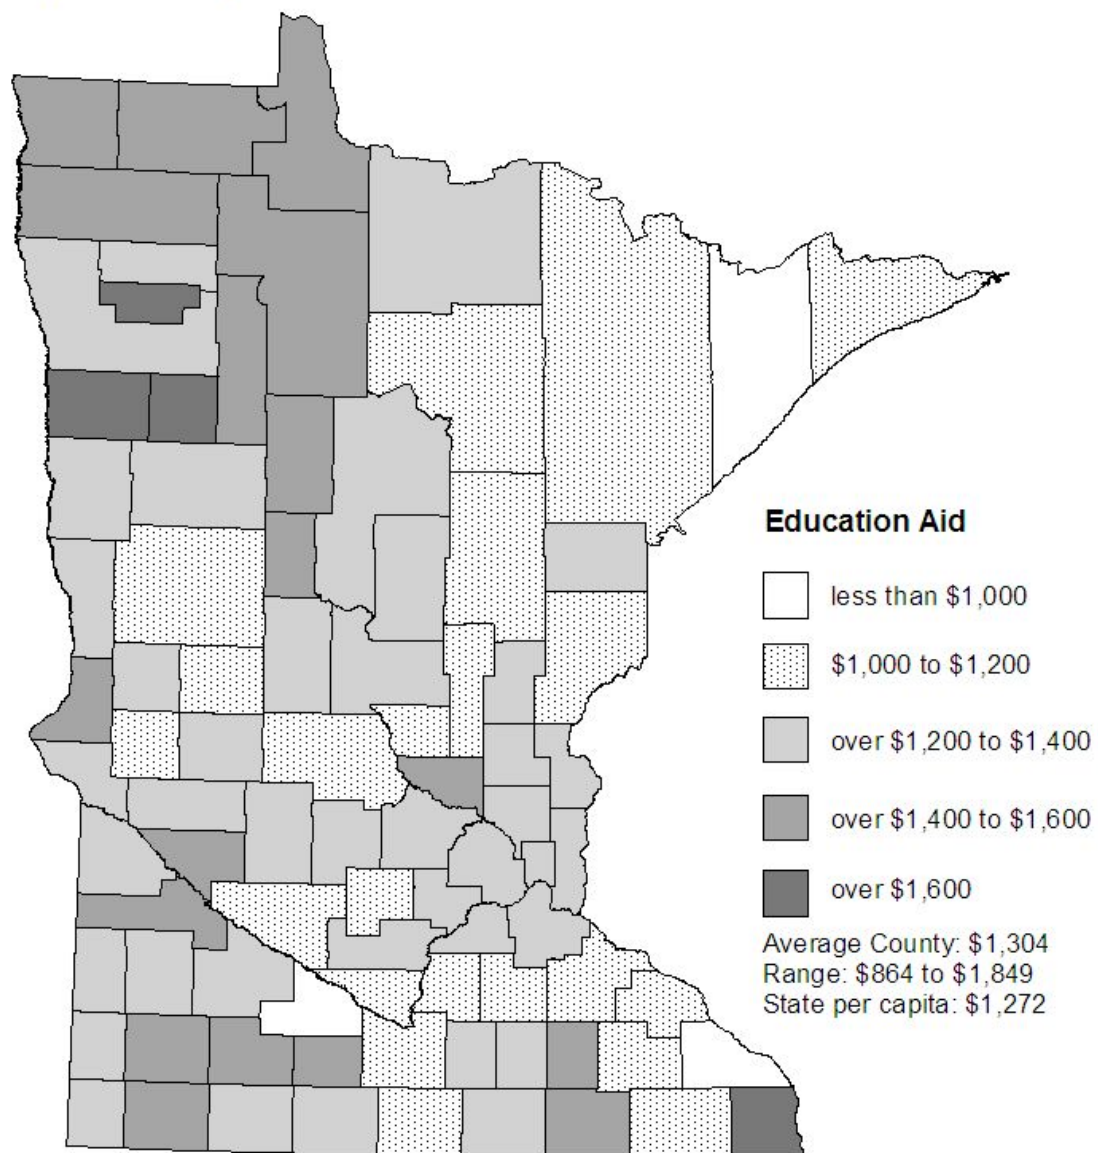 Education Aid
less than $1,000
$1,000 to $1,200
over $1,200 to $1,400
over $1,400 to $1,600
over $1,600
Average County: $1,304
Range: $864 to $1,849
State per capita: $1,272